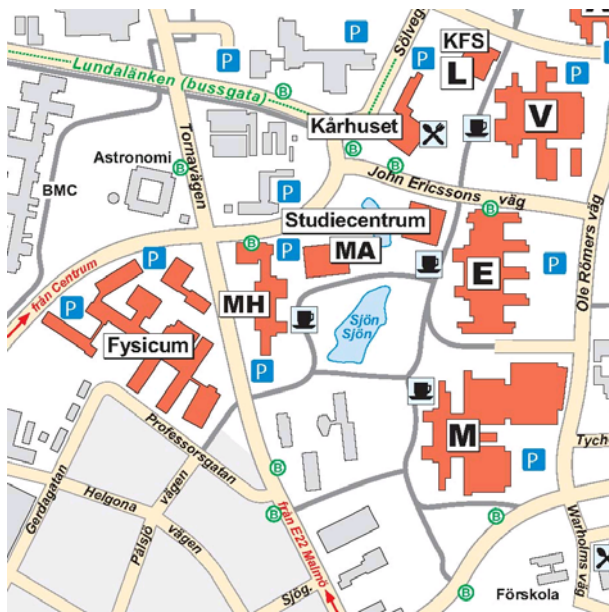 KFS
L
P
P
P
P
Sölveg
Lundalänken (bussgata)
B
V
Kårhuset
B
Tornavägen
Astronomi
B
B
John Ericssons väg
BMC
P
Studiecentrum
B
B
MA
P
E
P
Ole Römers väg
från Centrum
P
P
MH
Sjön
Sjön
Fysicum
P
M
P
Professorsgatan
Tych
B
Gerdagatan
Helgona
vägen
Pålsjö
vägen
B
från E22 Malmö
B
Warholms väg
Sjög.
B
Förskola